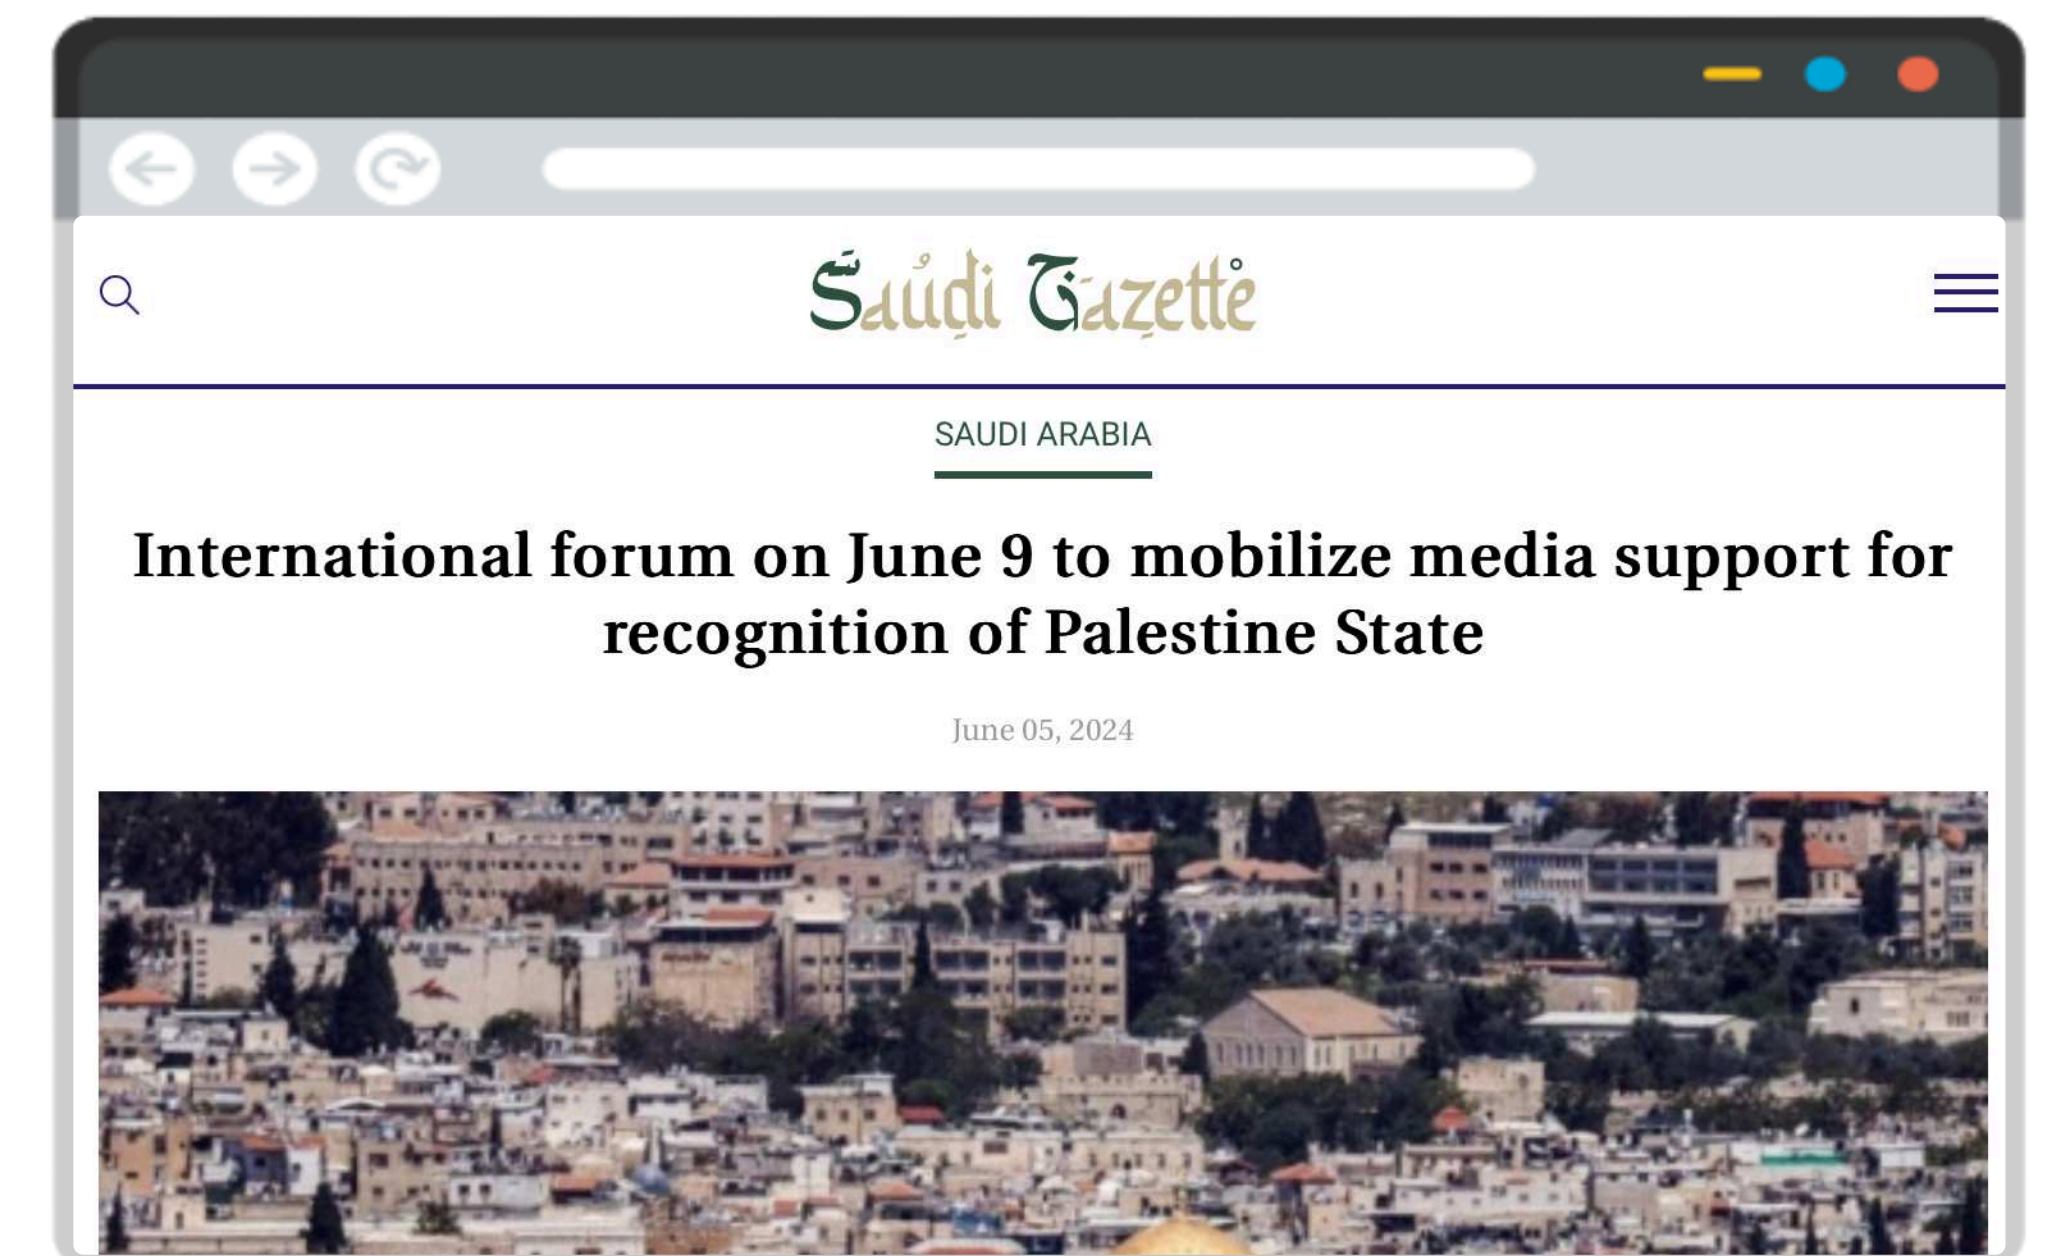 Saudi Gazette
SAUDI ARABIA
International forum on June 9 to mobilize media support for
recognition of Palestine State
June 05, 2024